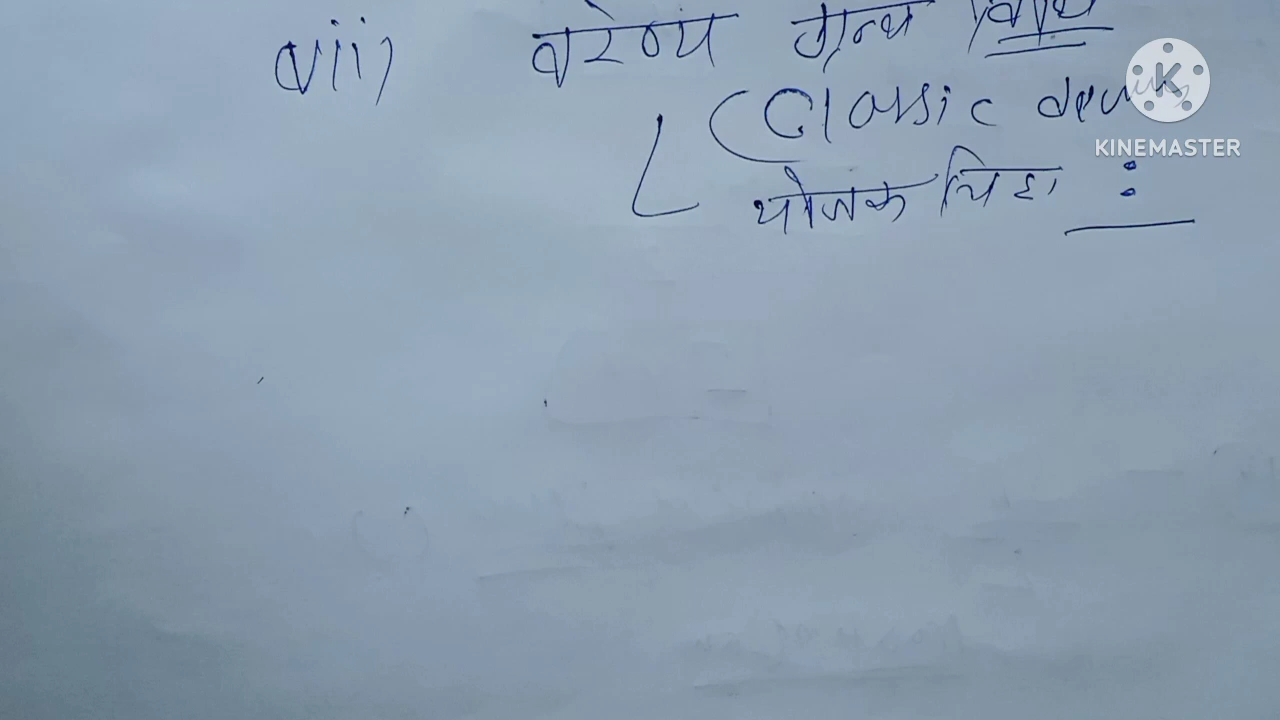 vii) वरेण्य ग्रन्थ विधि
(Classic
योजक चिह्न :
KINEMASTER